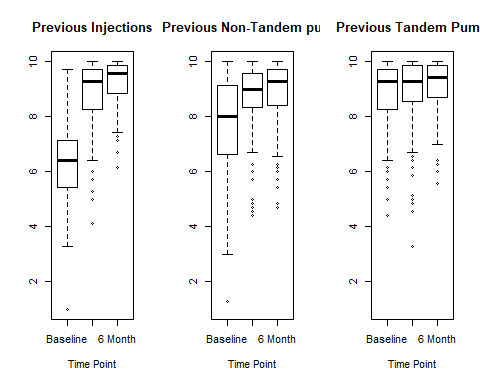 Previous Injections
Previous Non-Tandem pu
Previous Tandem Pum
10
8
6
4
2
Baseline 6 Month
Time Point
10
8
6
4
2
Baseline 6 Month
Time Point
10
8
6
4
2
Baseline 6 Month
Time Point